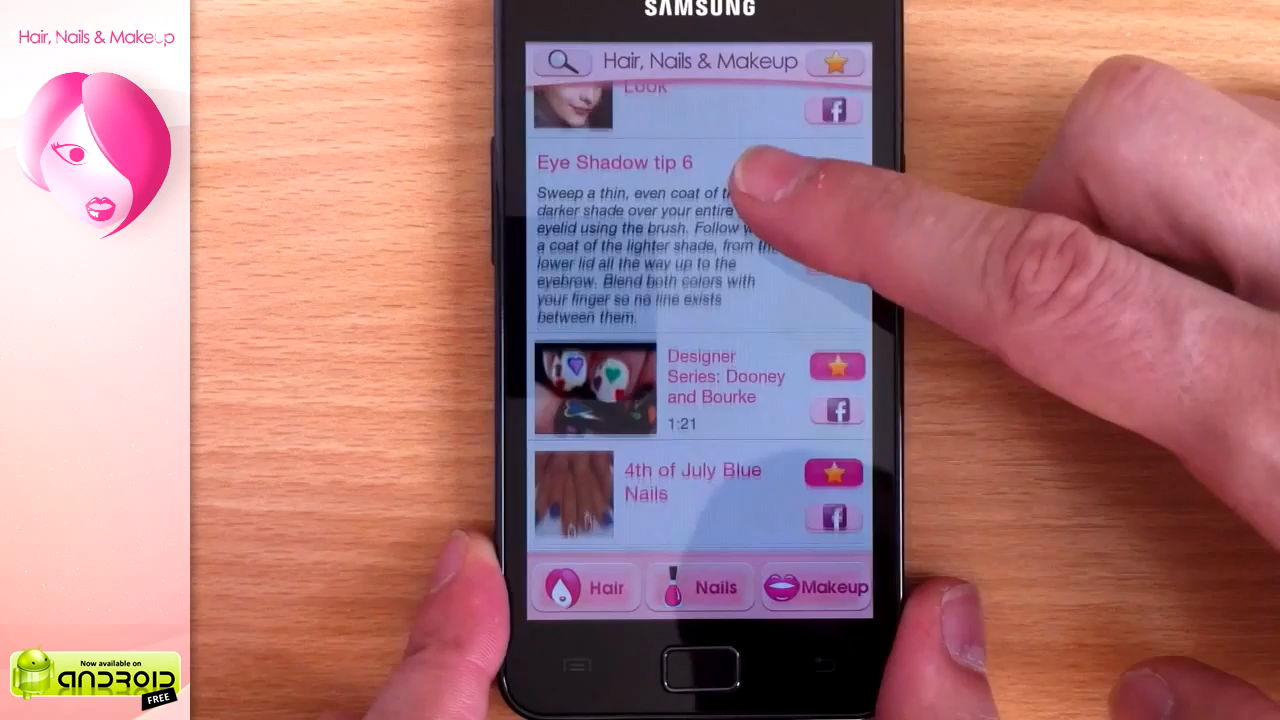 Hair, Nails & Makeup
SAMSUNG
Hair, Nails & Makeup
Look
Eye Shadow tip 6
Sweep a thin, even coat of
darker shade over your entire
eyelid using the brush. Follow
a coat of the lighter shade, from the
lower lid all the way up to the
eyebrow. Blend both colors with
your finger so no line exists
between them.
Designer
Series: Dooney
and Bourke
1:21
4th of July Blue
Nails
Hair
Nails
Makeup
Now available on
ANDROID
FREE